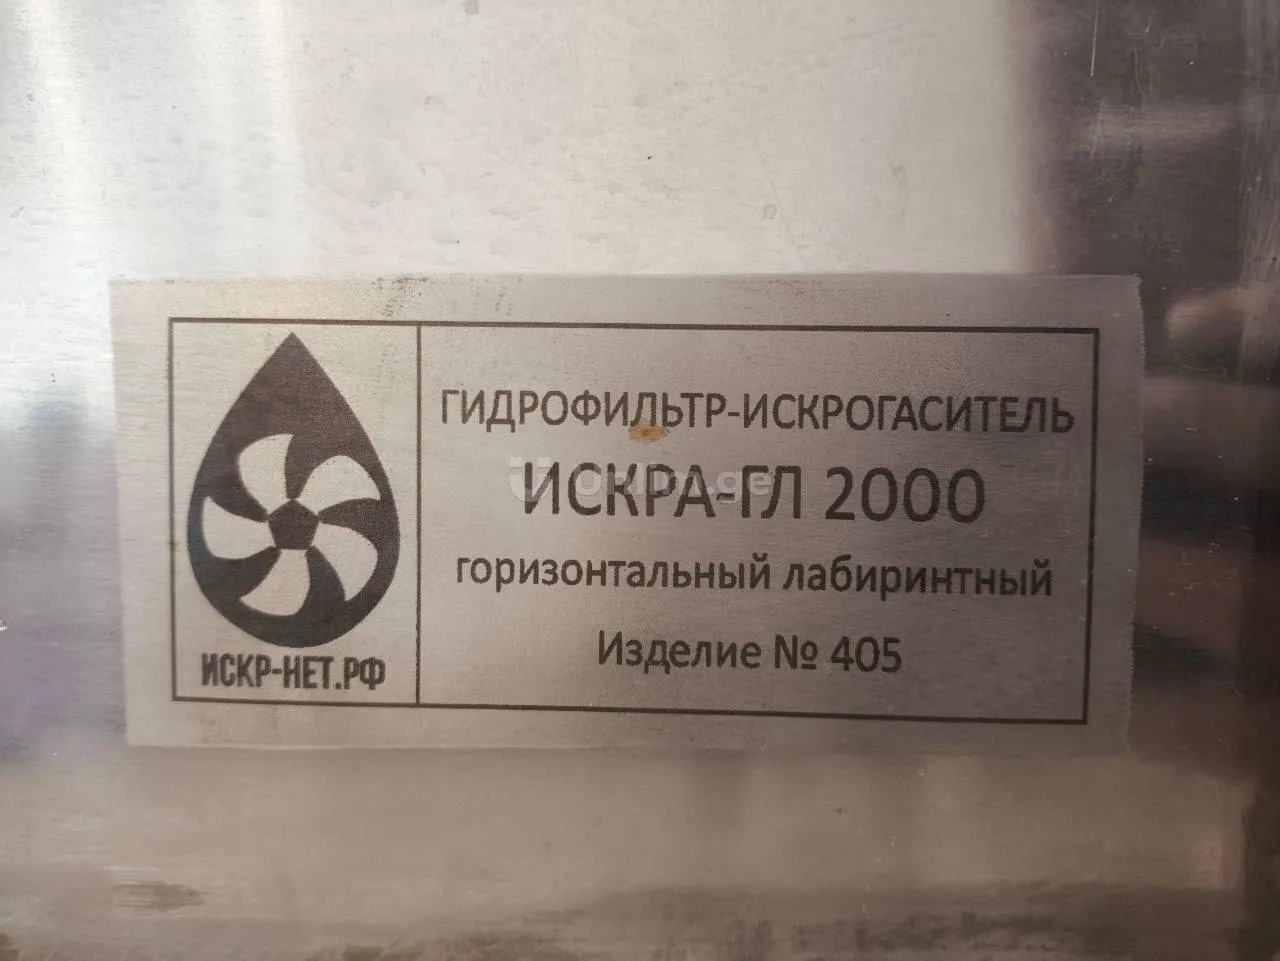 ГИДРОФИЛЬТР-ИСКРОГАСИТЕЛЬ
ИСКРА-ГЛ 2000
горизонтальный лабиринтный
Изделие № 405
ИСКР-НЕТ.РФ